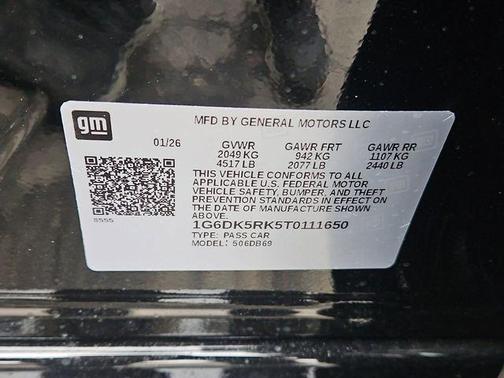 gm
MFD BY GENERAL MOTORS LLC
01/26 GVWR GAWR FRT GAWR RR
2049 KG 942 KG 1107 KG
4517 LB 2077 LB 2440 LB
THIS VEHICLE CONFORMS TO ALL
APPLICABLE U.S. FEDERAL MOTOR
VEHICLE SAFETY, BUMPER, AND THEFT
PREVENTION STANDARDS IN EFFECT ON
THE DATE OF MANUFACTURE SHOWN
ABOVE.
8555
1G6DK5RK5T0111650
TYPE: PASS CAR
MODEL: 506DB69